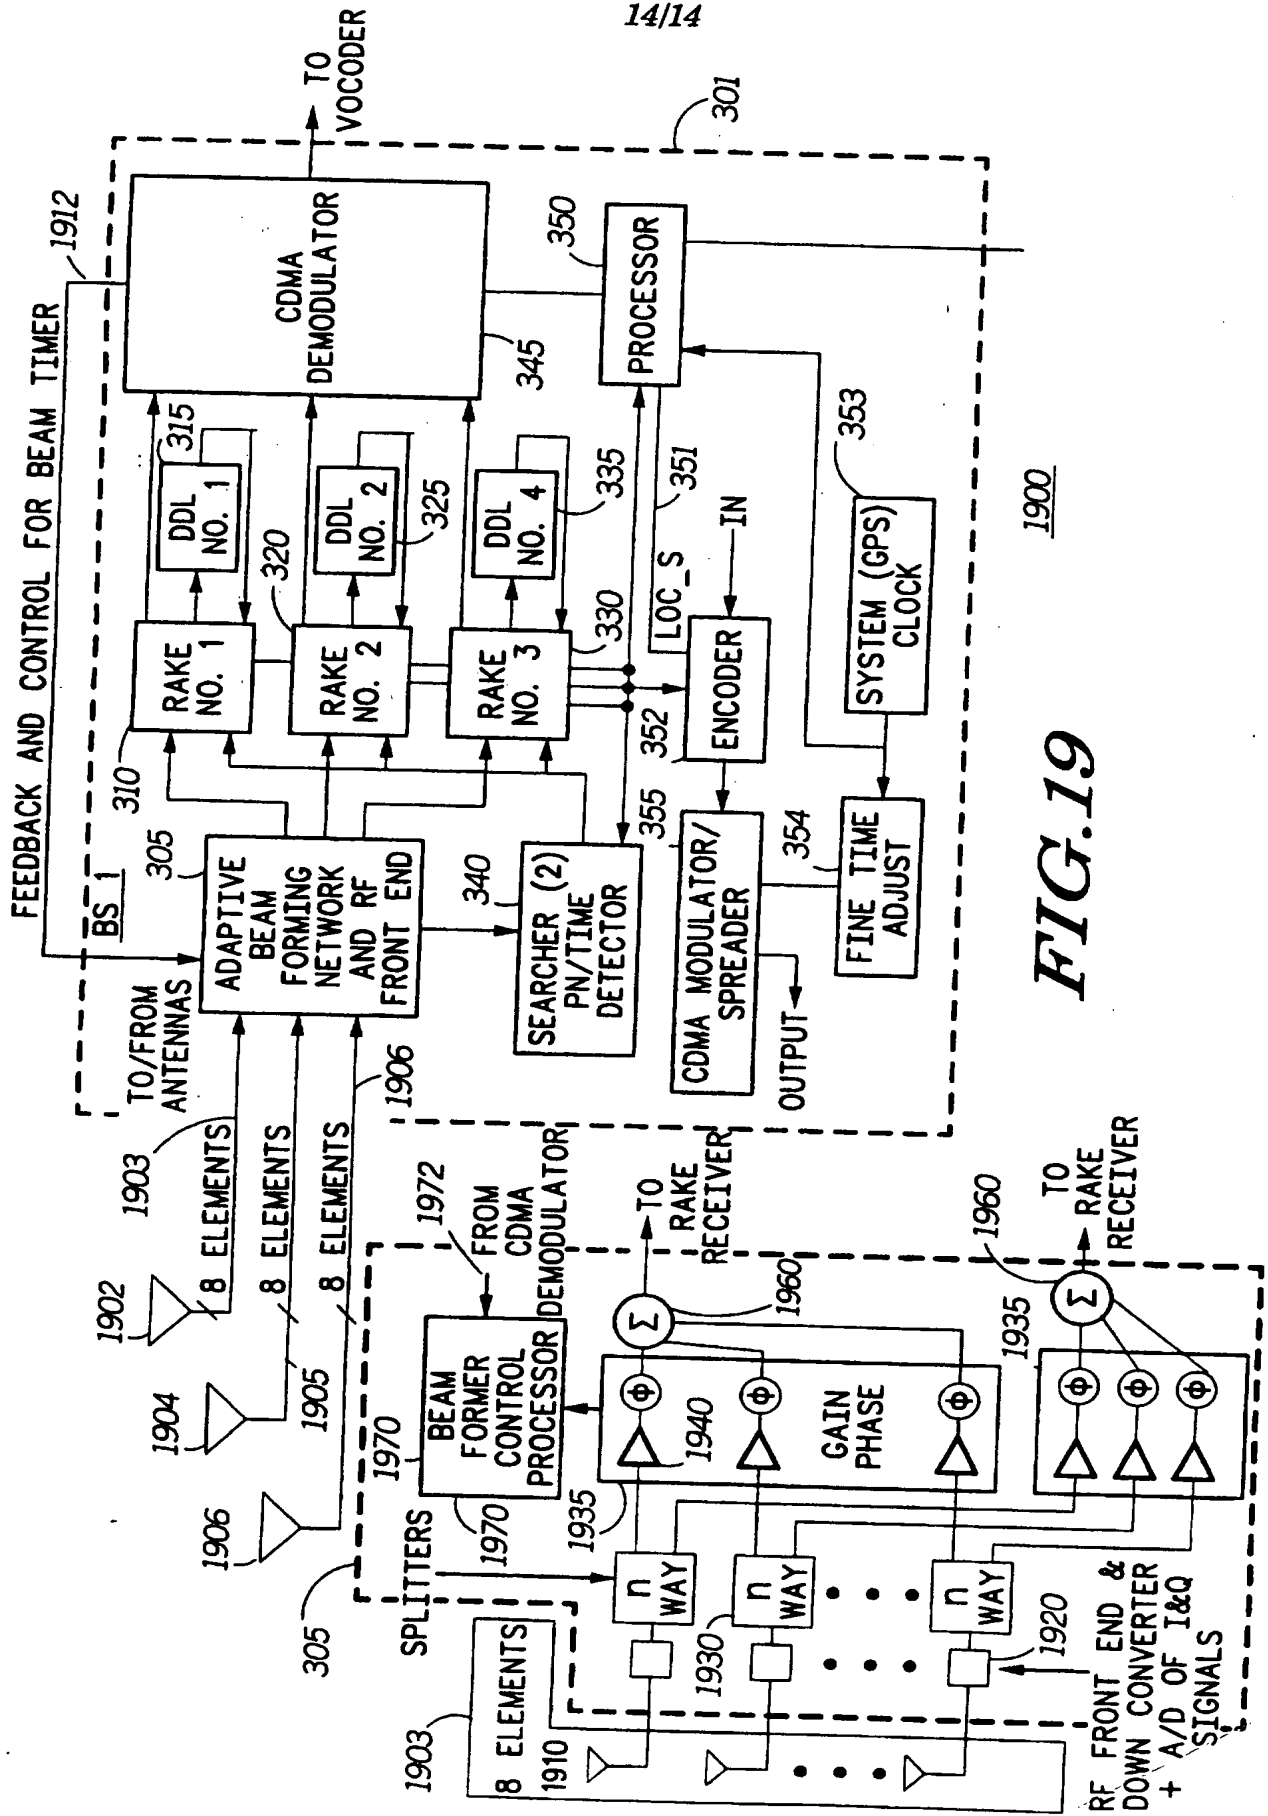 14/14
FEEDBACK AND CONTROL FOR BEAM TIMER
1912
BS 1
TO/FROM
ANTENNAS
305
ADAPTIVE
BEAM
FORMING
NETWORK
AND RF
FRONT END
310
RAKE
NO. 1
315
DDL
NO. 1
320
RAKE
NO. 2
DDL
NO. 2
325
RAKE
NO. 3
330
DDL
NO. 4
335
CDMA
DEMODULATOR
345
TO
VOCODER
301
340
SEARCHER (2)
PN/TIME
DETECTOR
350
PROCESSOR
351
LOC_S
352
ENCODER
IN
355
CDMA MODULATOR/
SPREADER
OUTPUT
354
FINE TIME
ADJUST
353
SYSTEM (GPS)
CLOCK
1902
1903
8 ELEMENTS
1904
1905
8 ELEMENTS
1906
8 ELEMENTS
1906
305
SPLITTERS
1970
BEAM
FORMER
CONTROL
PROCESSOR
1970
1972
FROM
CDMA
DEMODULATOR
1903
8 ELEMENTS
1910
n
WAY
n
WAY
1930
n
WAY
1920
RF FRONT END &
DOWN CONVERTER
+ A/D OF I&Q
SIGNALS
1935
1940
Φ
Φ
Φ
GAIN
PHASE
Σ
1960
TO
RAKE
RECEIVER
1935
Φ
Φ
Φ
Σ
1960
TO
RAKE
RECEIVER
1900
FIG.19